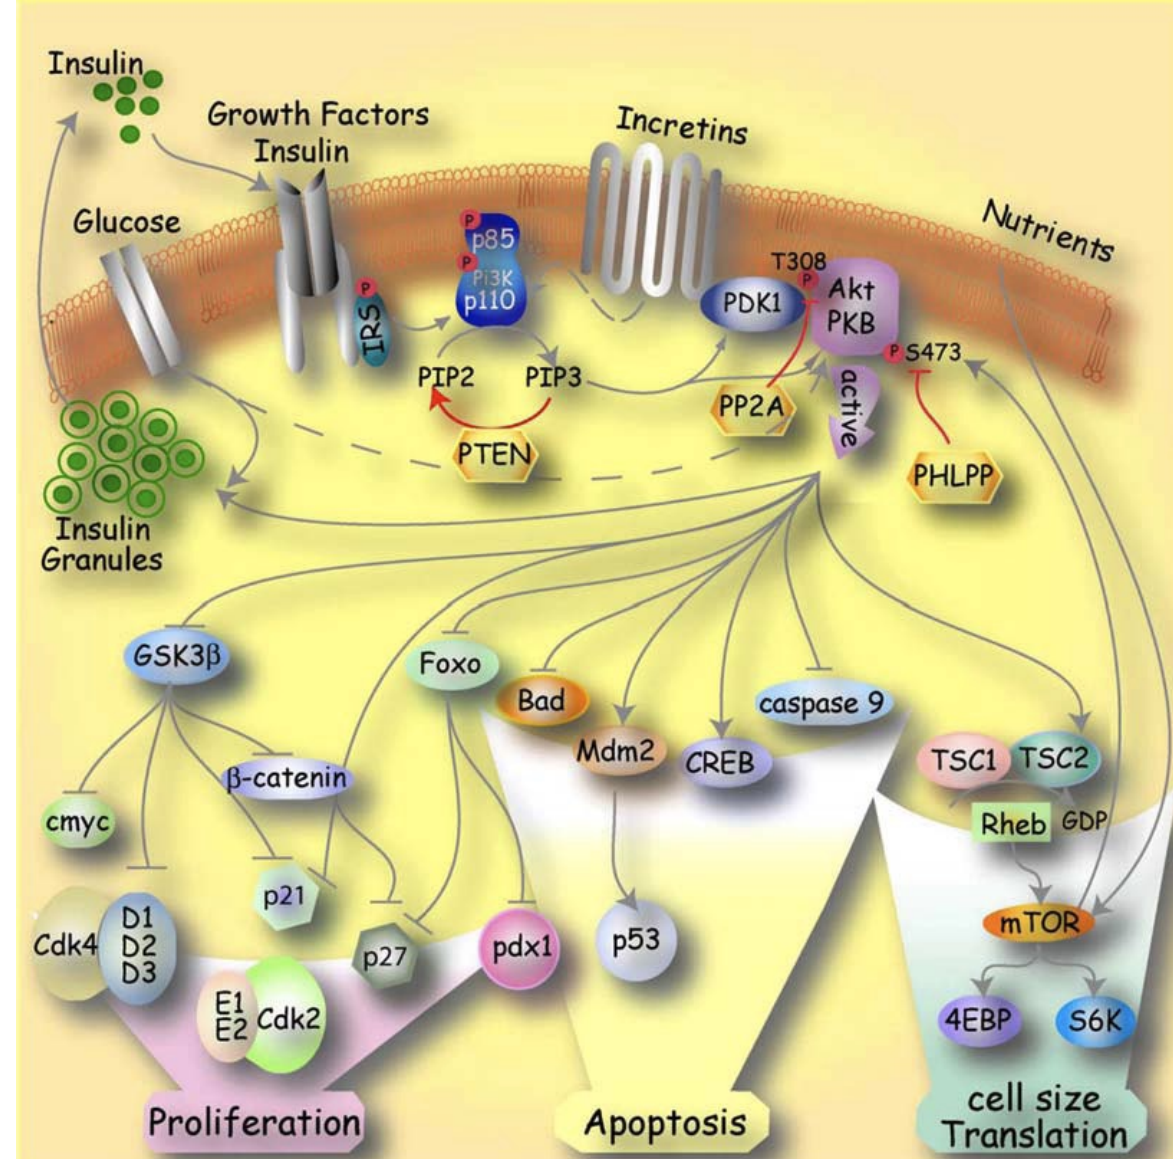 Insulin
Growth Factors
Insulin
Incretins
Glucose
Nutrients
P
p85
P
Pi3K
p110
T308
P
Akt
PKB
PDK1
P
IRS
P
S473
PIP2
PIP3
active
PP2A
PTEN
PHLPP
Insulin
Granules
GSK3β
Foxo
Bad
caspase 9
Mdm2
CREB
TSC1
TSC2
β-catenin
cmyc
Rheb
GDP
p21
D1
D2
D3
Cdk4
p27
pdx1
p53
mTOR
E1
E2
Cdk2
4EBP
S6K
Proliferation
Apoptosis
cell size
Translation